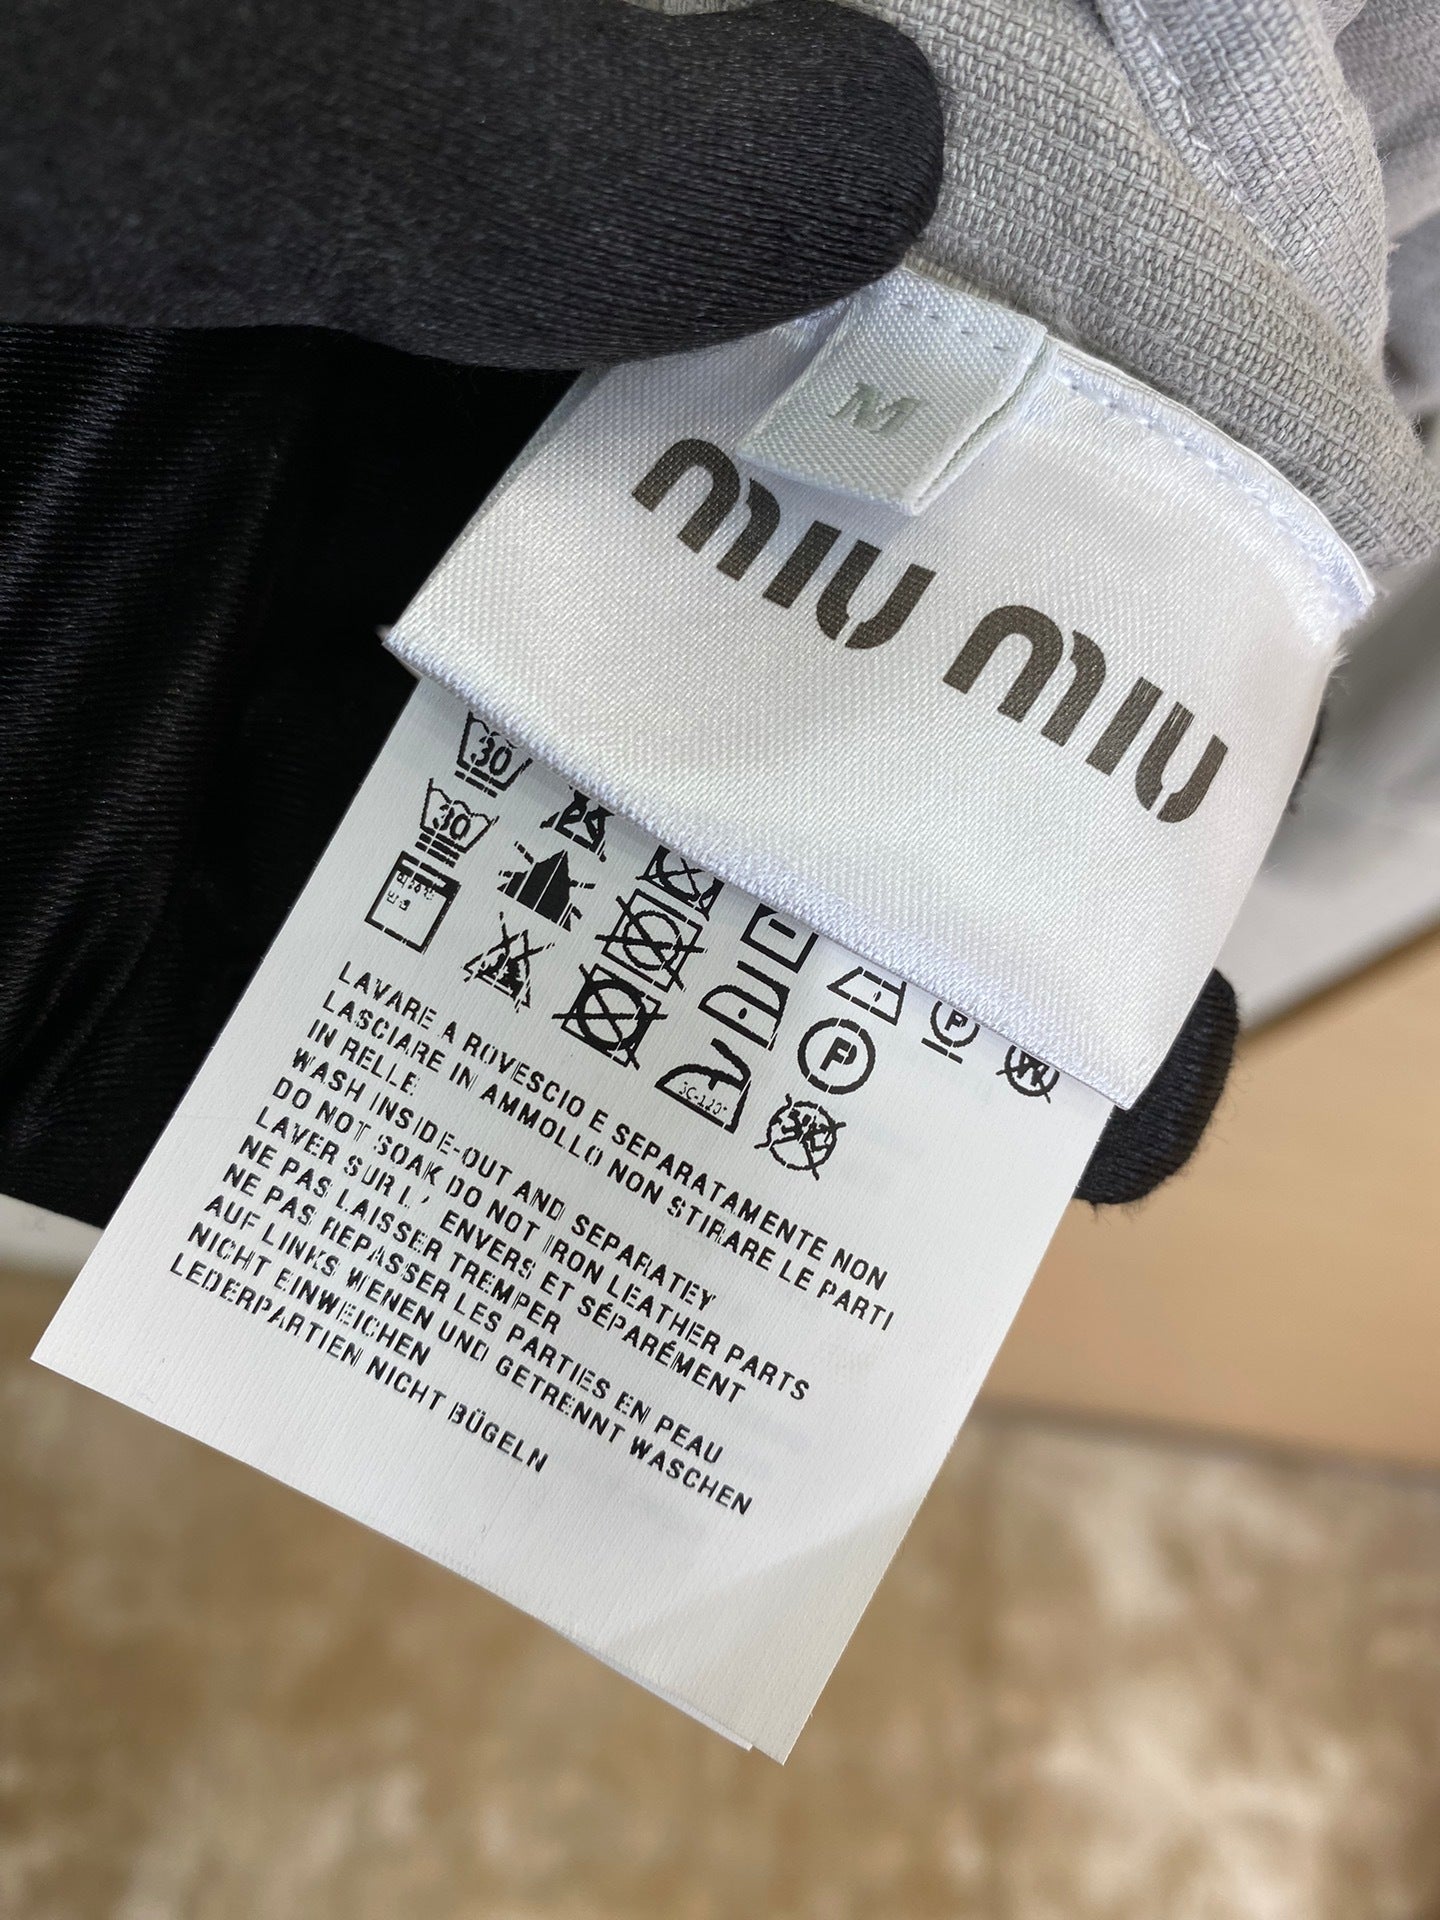 M
miu miu
30
30
P
P
W
LAVARE A ROVESCIO E SEPARATAMENTE NON
LASCIARE IN AMMOLLO NON STIRARE LE PARTI
IN RELLE
WASH INSIDE-OUT AND SEPARATEY
DO NOT SOAK DO NOT IRON LEATHER PARTS
LAVER SUR L' ENVERS ET SÉPARÉMENT
NE PAS LAISSER TREMPER
NE PAS REPASSER LES PARTIES EN PEAU
AUF LINKS WENEN UND GETRENNT WASCHEN
NICHT EINWEICHEN
LEDERPARTIEN NICHT BÜGELN